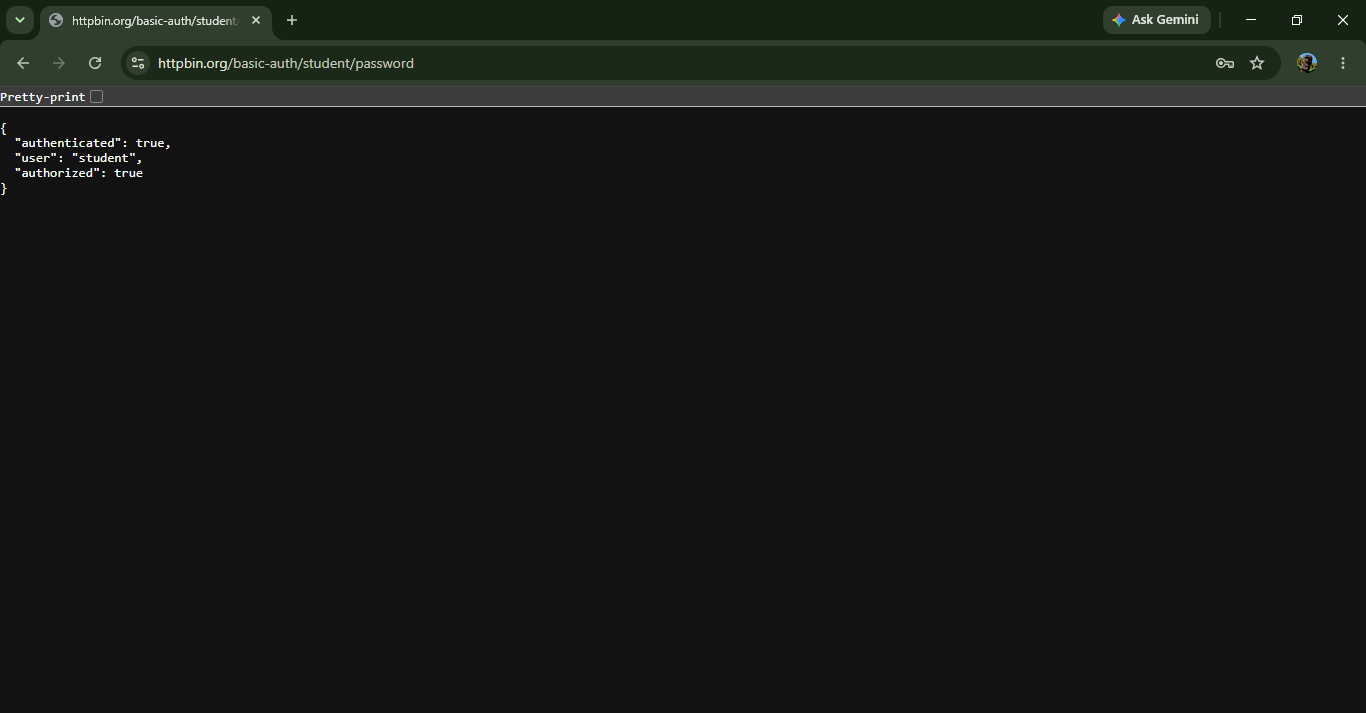 httpbin.org/basic-auth/student
Ask Gemini
httpbin.org/basic-auth/student/password
Pretty-print
{
  "authenticated": true,
  "user": "student",
  "authorized": true
}